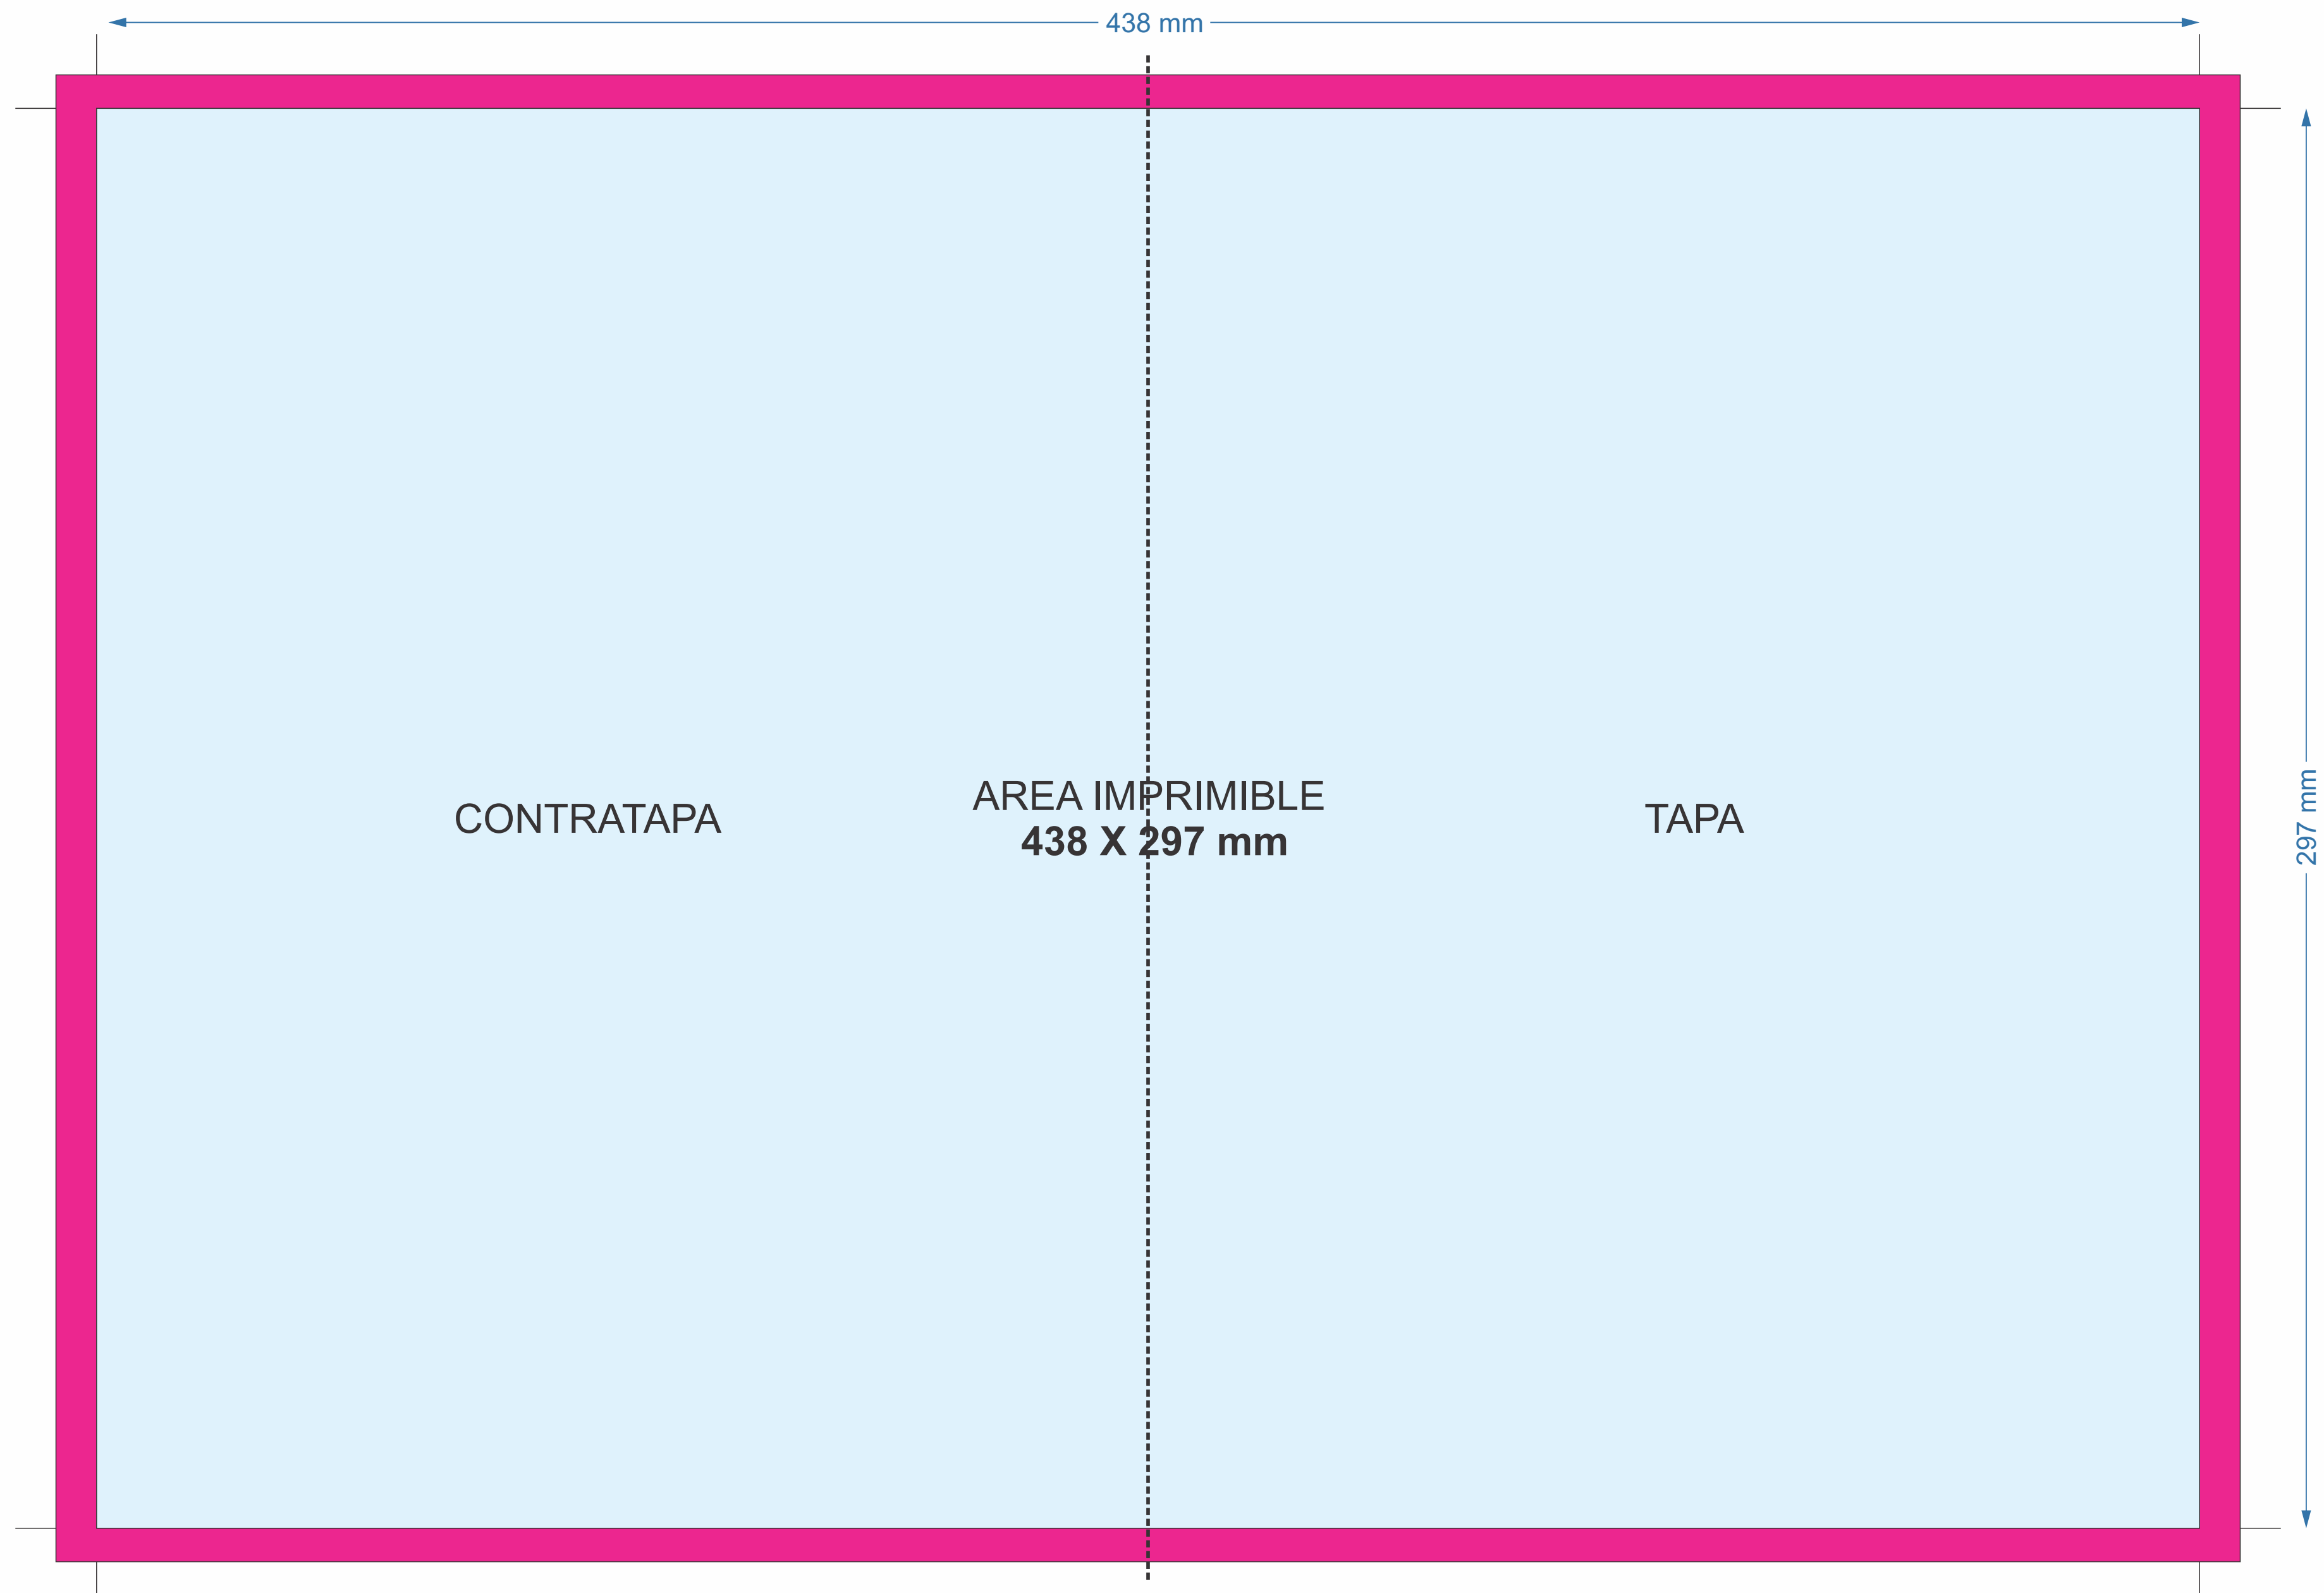 438 mm
CONTRATAPA
AREA IMPRIMIBLE
438 X 297 mm
TAPA
297 mm